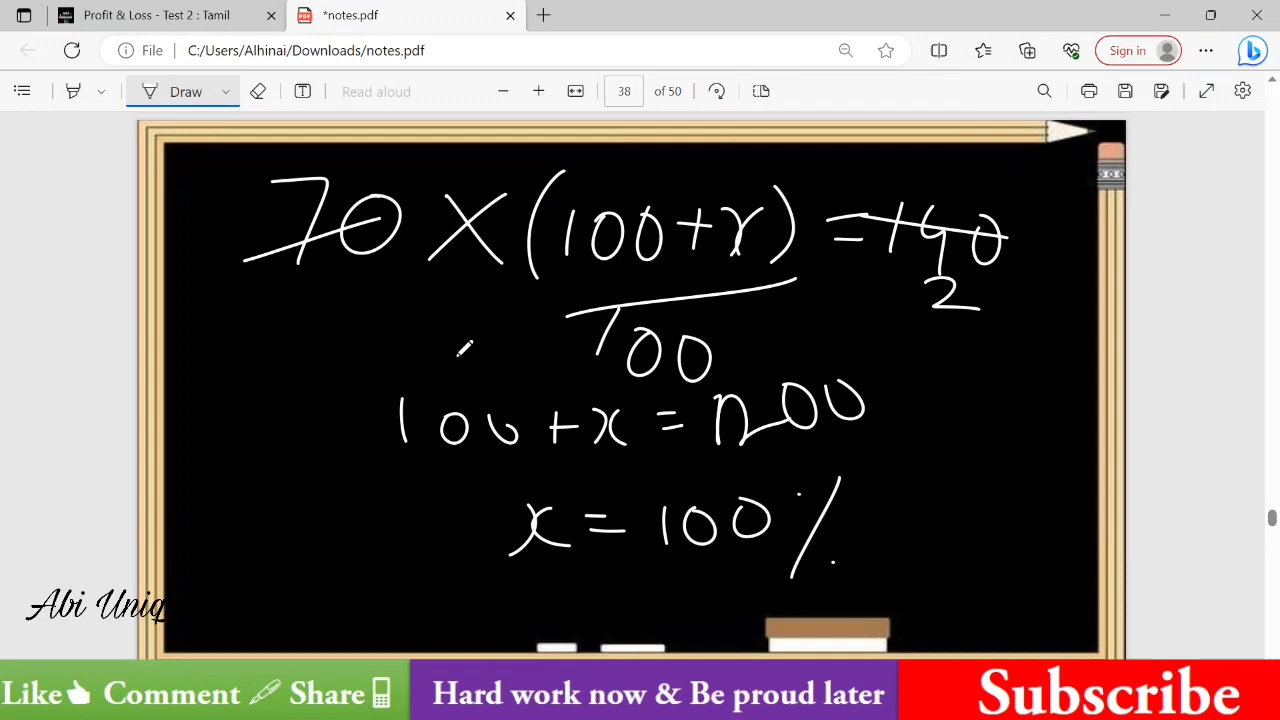 Profit & Loss - Test 2 : Tamil
*notes.pdf
File
C:/Users/Alhinai/Downloads/notes.pdf
Sign in
Draw
Read aloud
38
of 50
70 X (100+x) = 140
2
100
100+x = 200
x = 100%
Abi Uniq
Like Comment Share
Hard work now & Be proud later
Subscribe